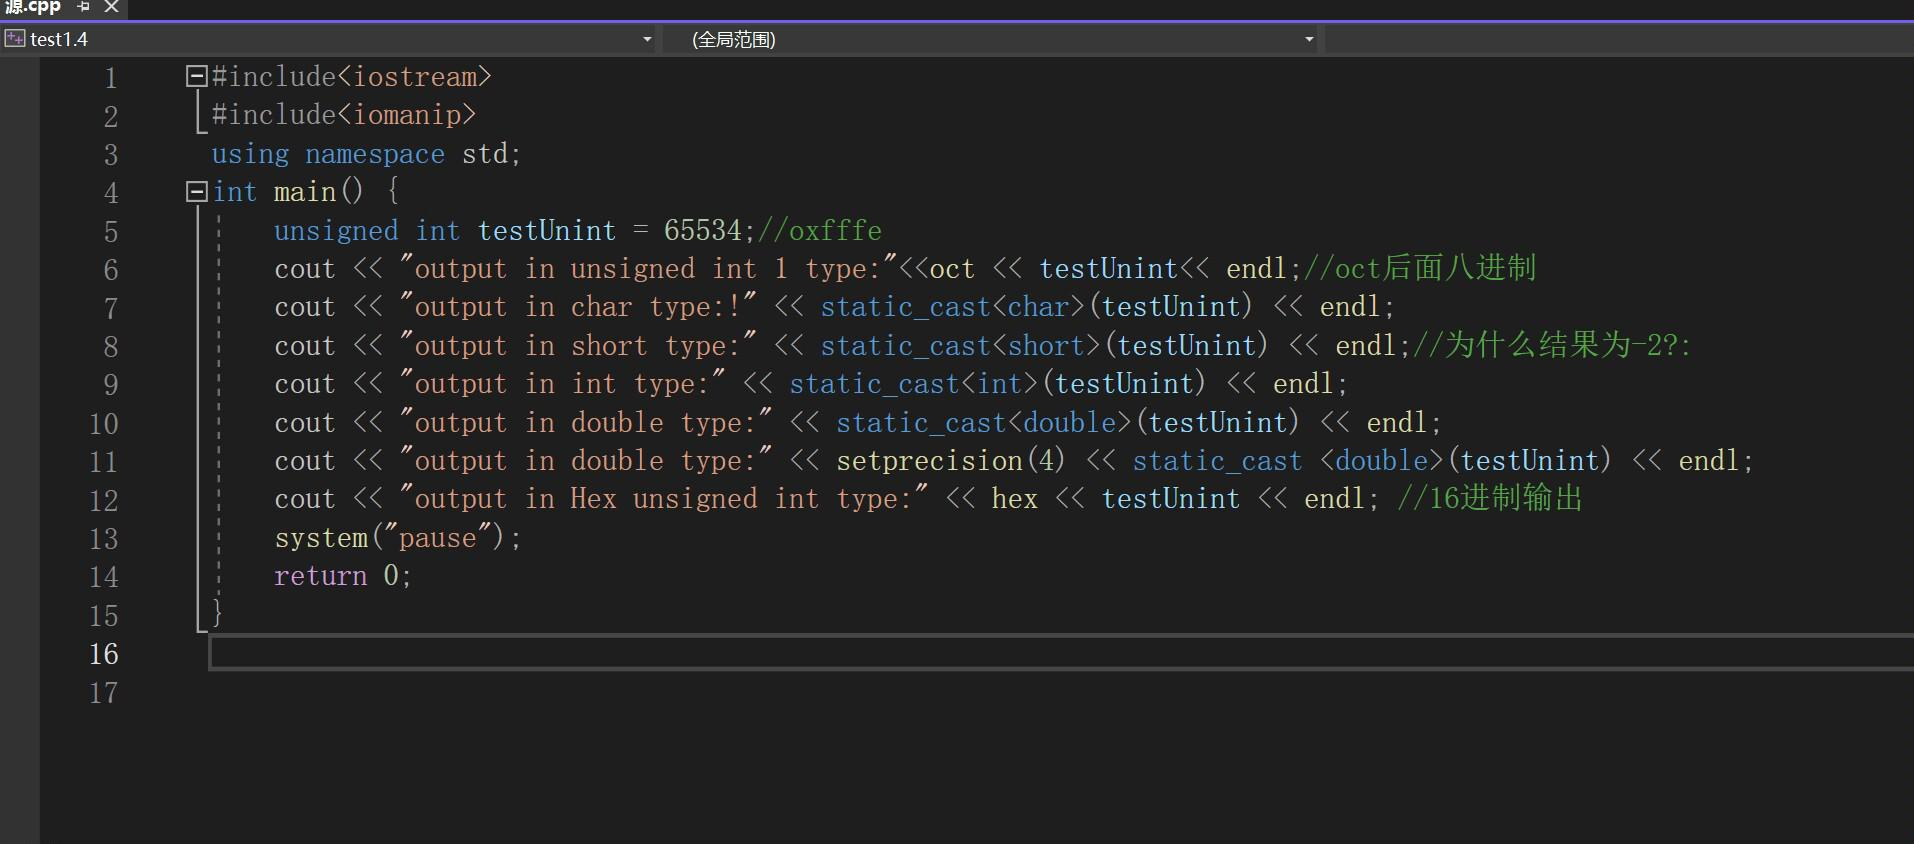 源.cpp
test1.4 (全局范围)
1 #include<iostream>
2 #include<iomanip>
3 using namespace std;
4 int main() {
5 unsigned int testUnint = 65534;//oxfffe
6 cout << "output in unsigned int 1 type:"<<oct << testUnint<< endl;//oct后面八进制
7 cout << "output in char type:!" << static_cast<char>(testUnint) << endl;
8 cout << "output in short type:" << static_cast<short>(testUnint) << endl;//为什么结果为-2?:
9 cout << "output in int type:" << static_cast<int>(testUnint) << endl;
10 cout << "output in double type:" << static_cast<double>(testUnint) << endl;
11 cout << "output in double type:" << setprecision(4) << static_cast <double>(testUnint) << endl;
12 cout << "output in Hex unsigned int type:" << hex << testUnint << endl; //16进制输出
13 system("pause");
14 return 0;
15 }
16
17